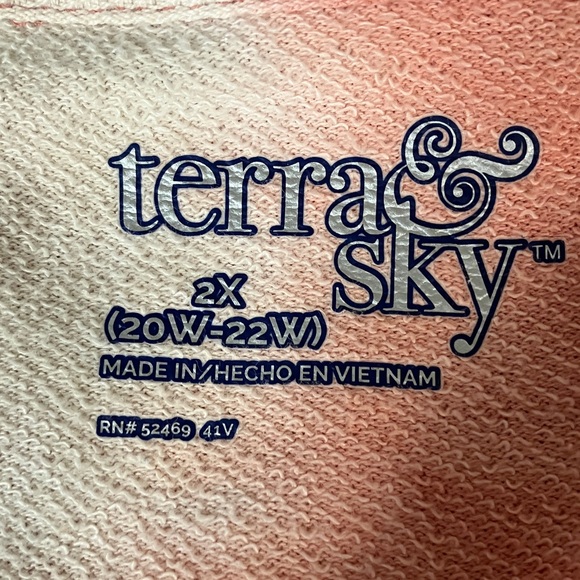 terra &
sky™
2X
(20W-22W)
MADE IN/HECHO EN VIETNAM
RN# 52469 41V